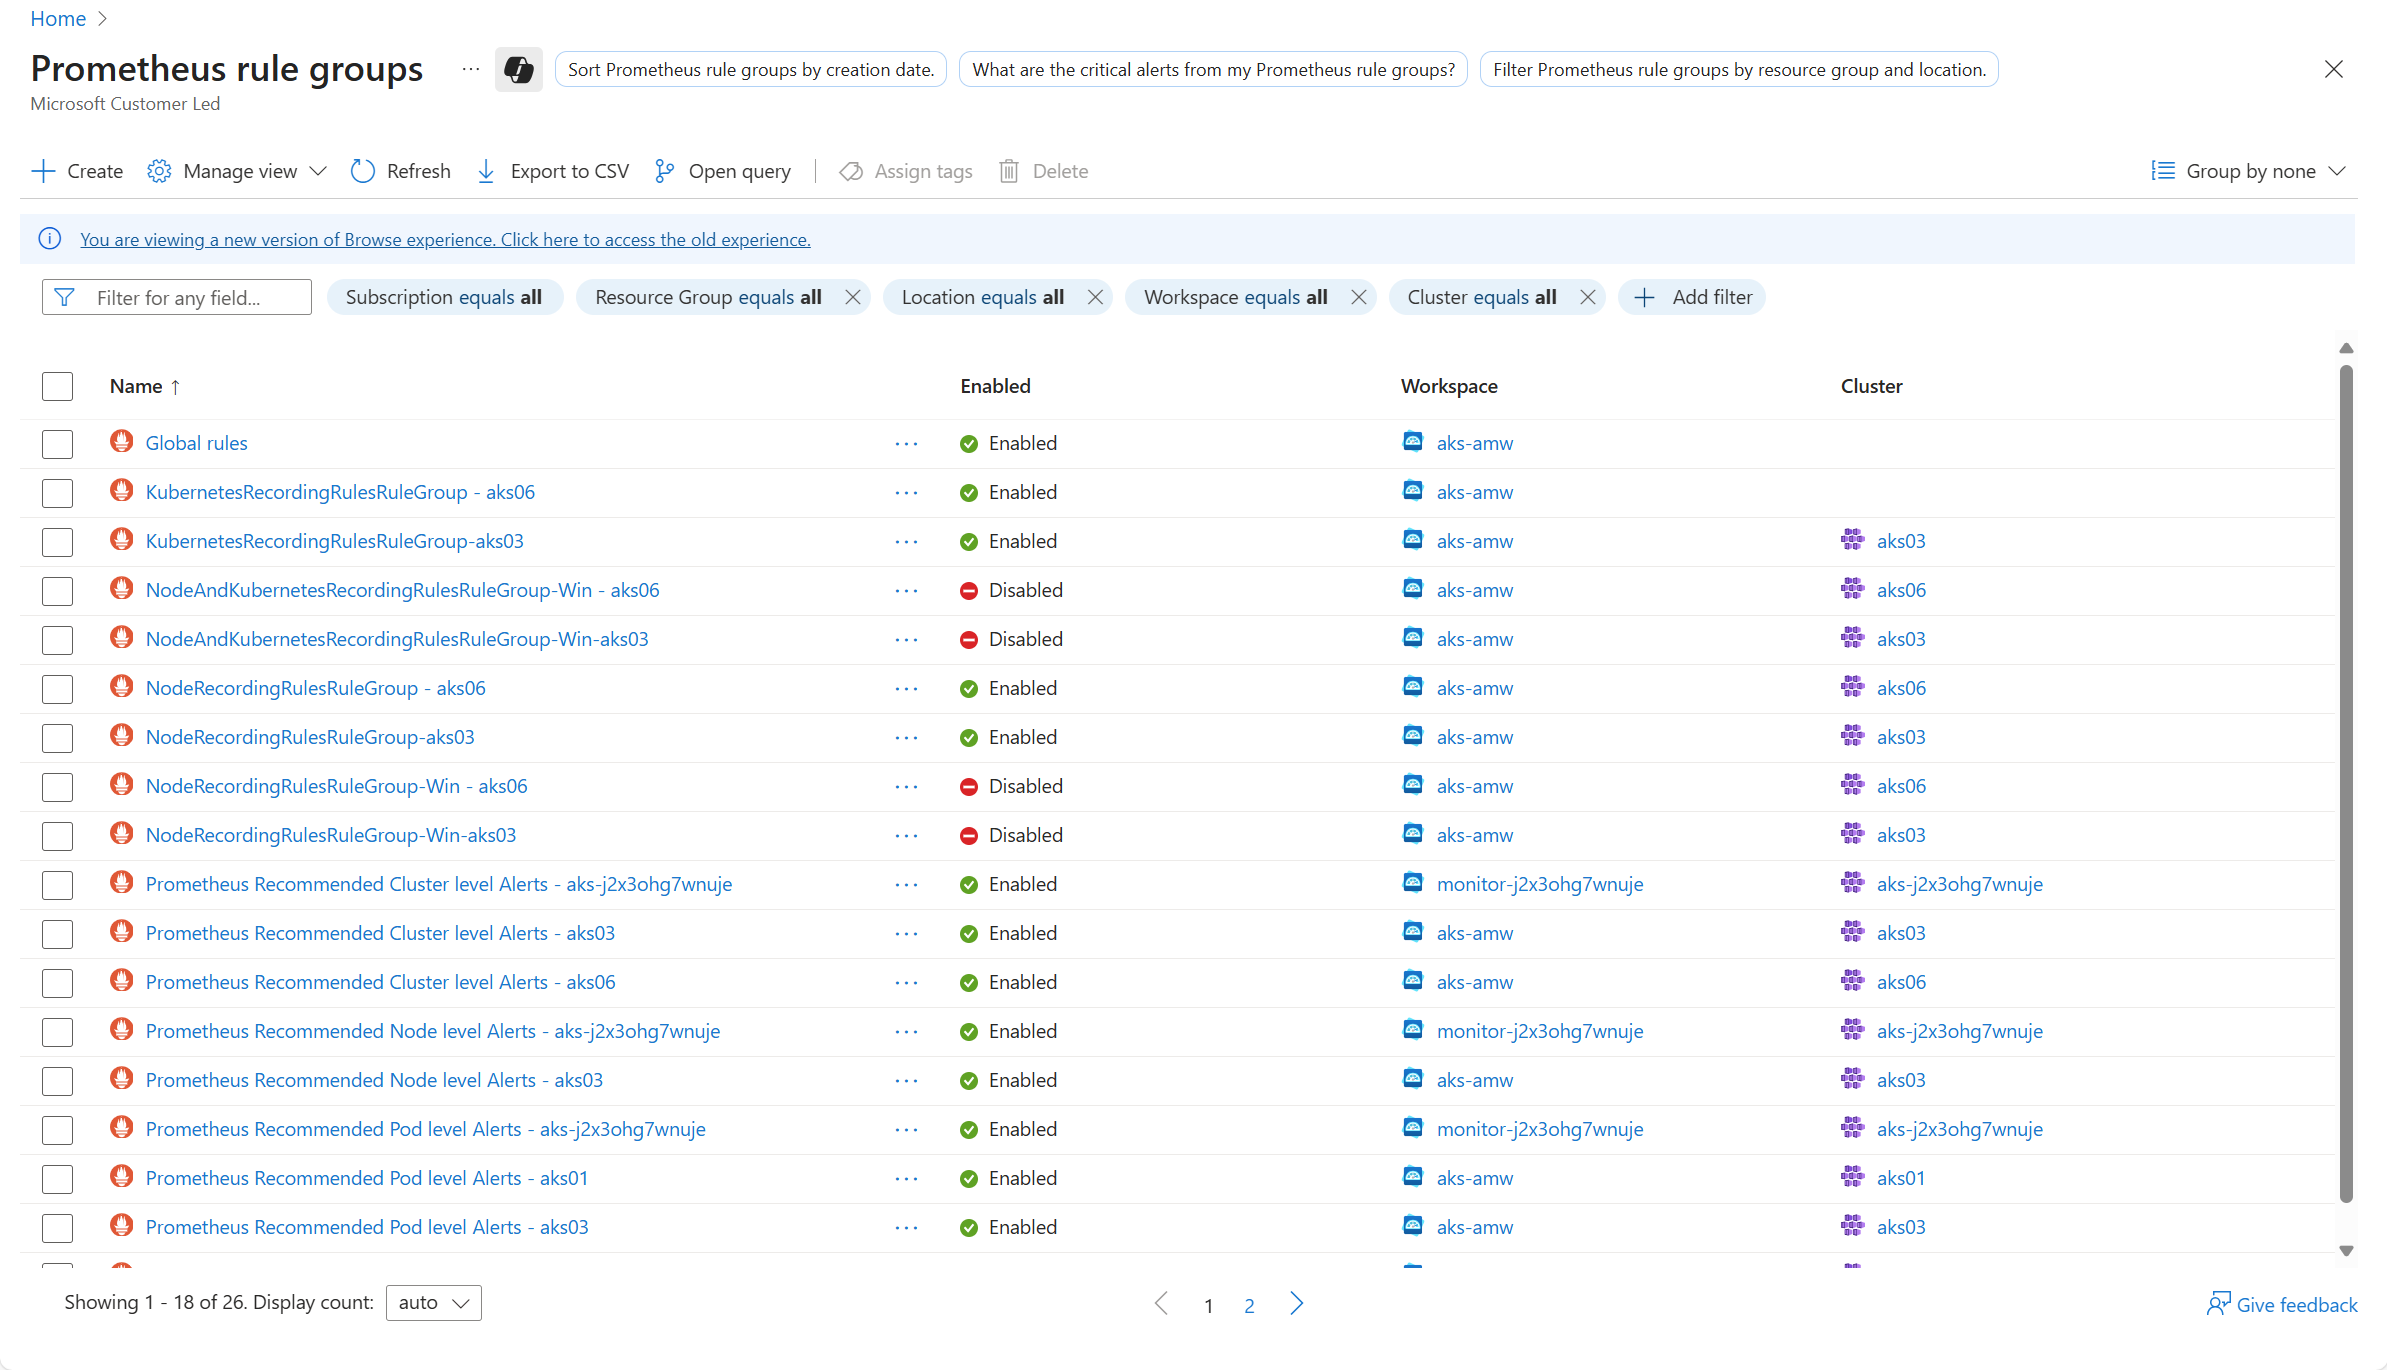 Home
Prometheus rule groups
Sort Prometheus rule groups by creation date.
What are the critical alerts from my Prometheus rule groups?
Filter Prometheus rule groups by resource group and location.
Microsoft Customer Led
Create Manage view Refresh Export to CSV Open query Assign tags Delete Group by none
You are viewing a new version of Browse experience. Click here to access the old experience.
Filter for any field... Subscription equals all Resource Group equals all Location equals all Workspace equals all Cluster equals all Add filter
Name ↑ Enabled Workspace Cluster
Global rules ... Enabled aks-amw
KubernetesRecordingRulesRuleGroup - aks06 ... Enabled aks-amw
KubernetesRecordingRulesRuleGroup-aks03 ... Enabled aks-amw aks03
NodeAndKubernetesRecordingRulesRuleGroup-Win - aks06 ... Disabled aks-amw aks06
NodeAndKubernetesRecordingRulesRuleGroup-Win-aks03 ... Disabled aks-amw aks03
NodeRecordingRulesRuleGroup - aks06 ... Enabled aks-amw aks06
NodeRecordingRulesRuleGroup-aks03 ... Enabled aks-amw aks03
NodeRecordingRulesRuleGroup-Win - aks06 ... Disabled aks-amw aks06
NodeRecordingRulesRuleGroup-Win-aks03 ... Disabled aks-amw aks03
Prometheus Recommended Cluster level Alerts - aks-j2x3ohg7wnuje ... Enabled monitor-j2x3ohg7wnuje aks-j2x3ohg7wnuje
Prometheus Recommended Cluster level Alerts - aks03 ... Enabled aks-amw aks03
Prometheus Recommended Cluster level Alerts - aks06 ... Enabled aks-amw aks06
Prometheus Recommended Node level Alerts - aks-j2x3ohg7wnuje ... Enabled monitor-j2x3ohg7wnuje aks-j2x3ohg7wnuje
Prometheus Recommended Node level Alerts - aks03 ... Enabled aks-amw aks03
Prometheus Recommended Pod level Alerts - aks-j2x3ohg7wnuje ... Enabled monitor-j2x3ohg7wnuje aks-j2x3ohg7wnuje
Prometheus Recommended Pod level Alerts - aks01 ... Enabled aks-amw aks01
Prometheus Recommended Pod level Alerts - aks03 ... Enabled aks-amw aks03
Showing 1 - 18 of 26. Display count: auto 1 2 Give feedback